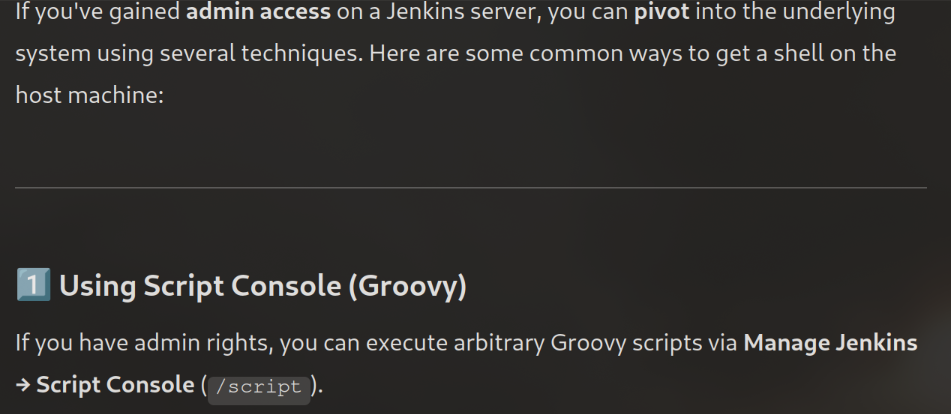 If you've gained admin access on a Jenkins server, you can pivot into the underlying
system using several techniques. Here are some common ways to get a shell on the
host machine:
1️⃣ Using Script Console (Groovy)
If you have admin rights, you can execute arbitrary Groovy scripts via Manage Jenkins
→ Script Console (/script).